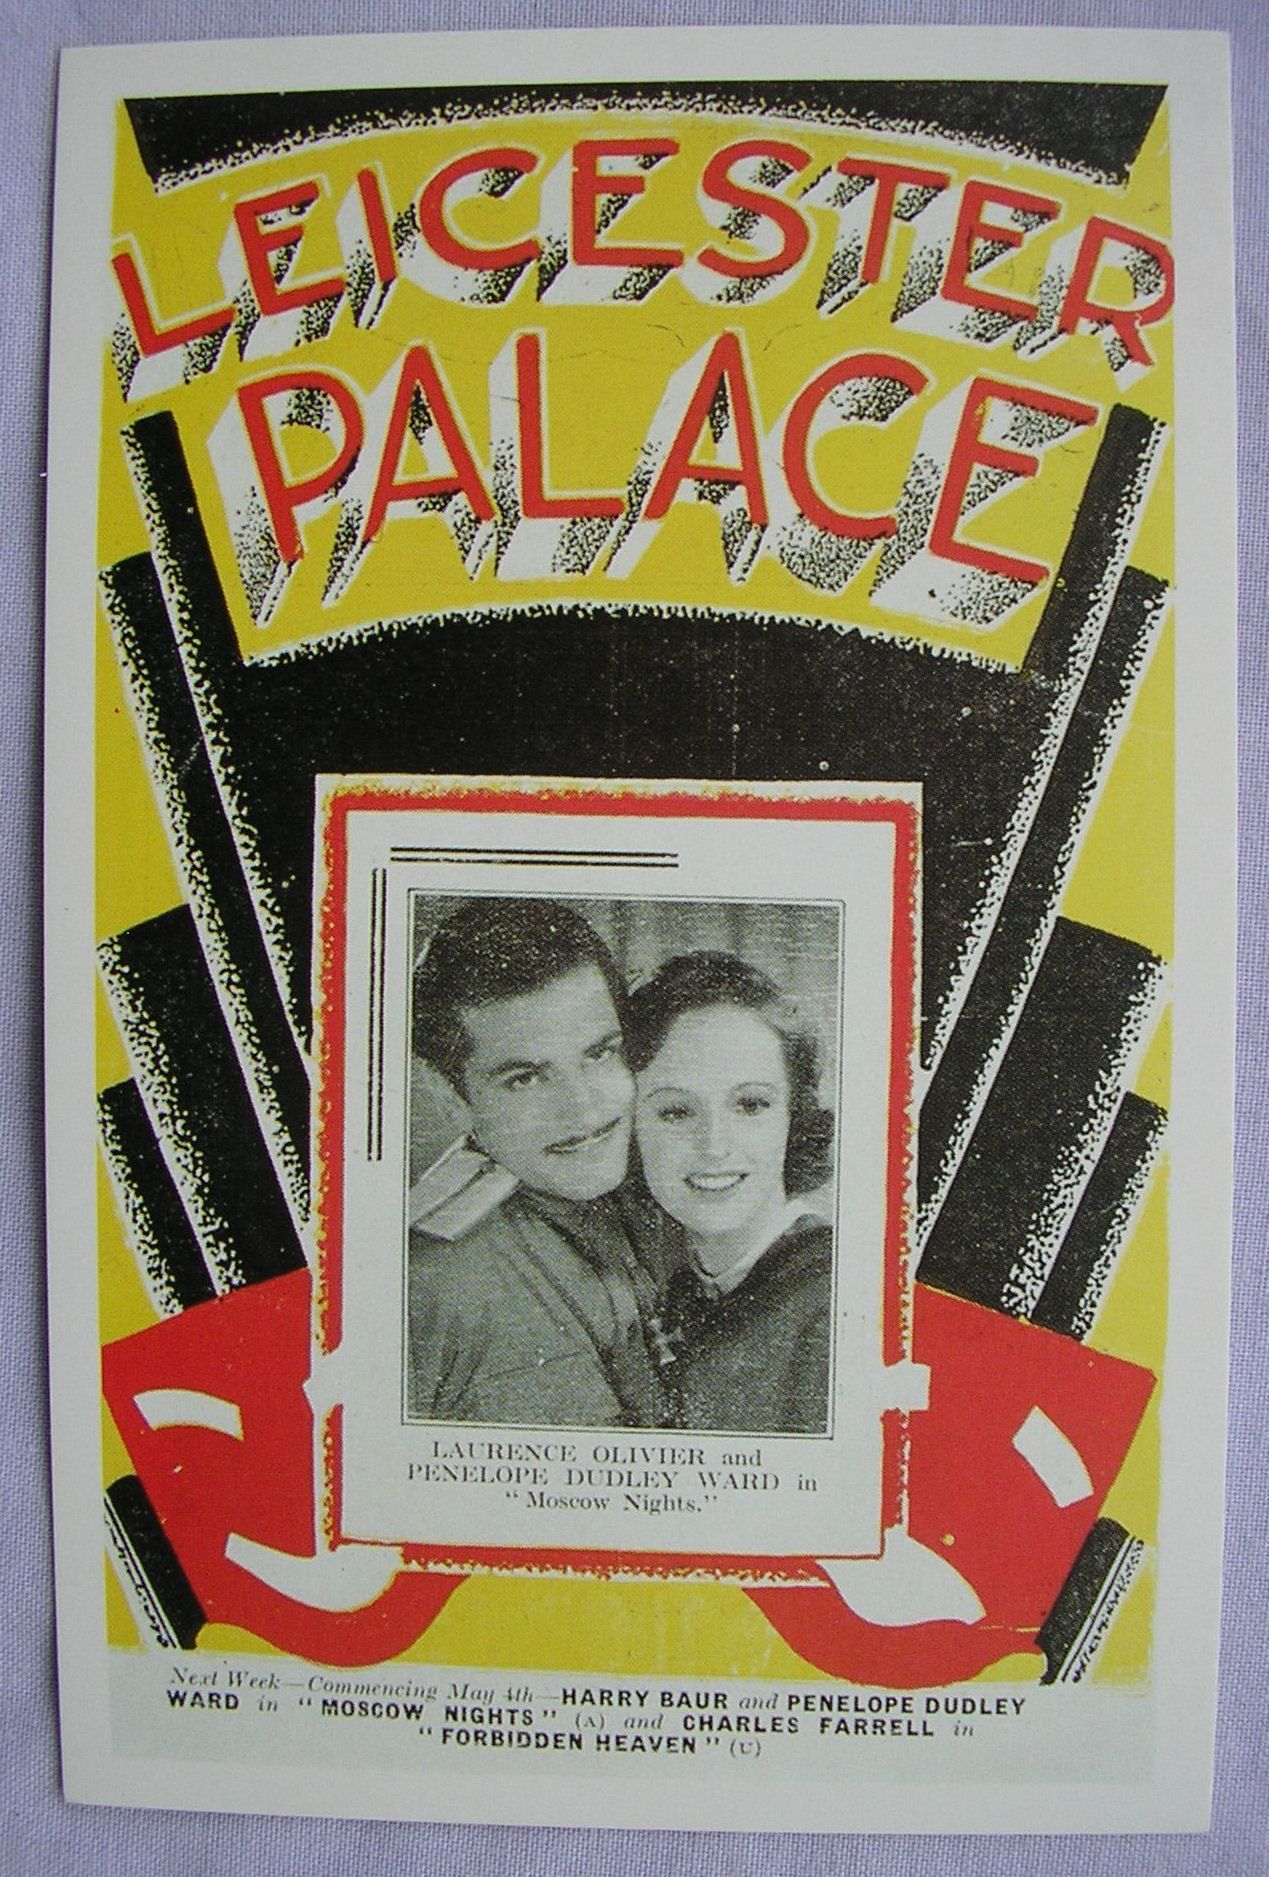 LEICESTER
PALACE
LAURENCE OLIVIER and
PENELOPE DUDLEY WARD in
"Moscow Nights."
Next Week—Commencing May 4th—HARRY BAUR and PENELOPE DUDLEY
WARD in "MOSCOW NIGHTS" (A) and CHARLES FARRELL in
"FORBIDDEN HEAVEN" (U)